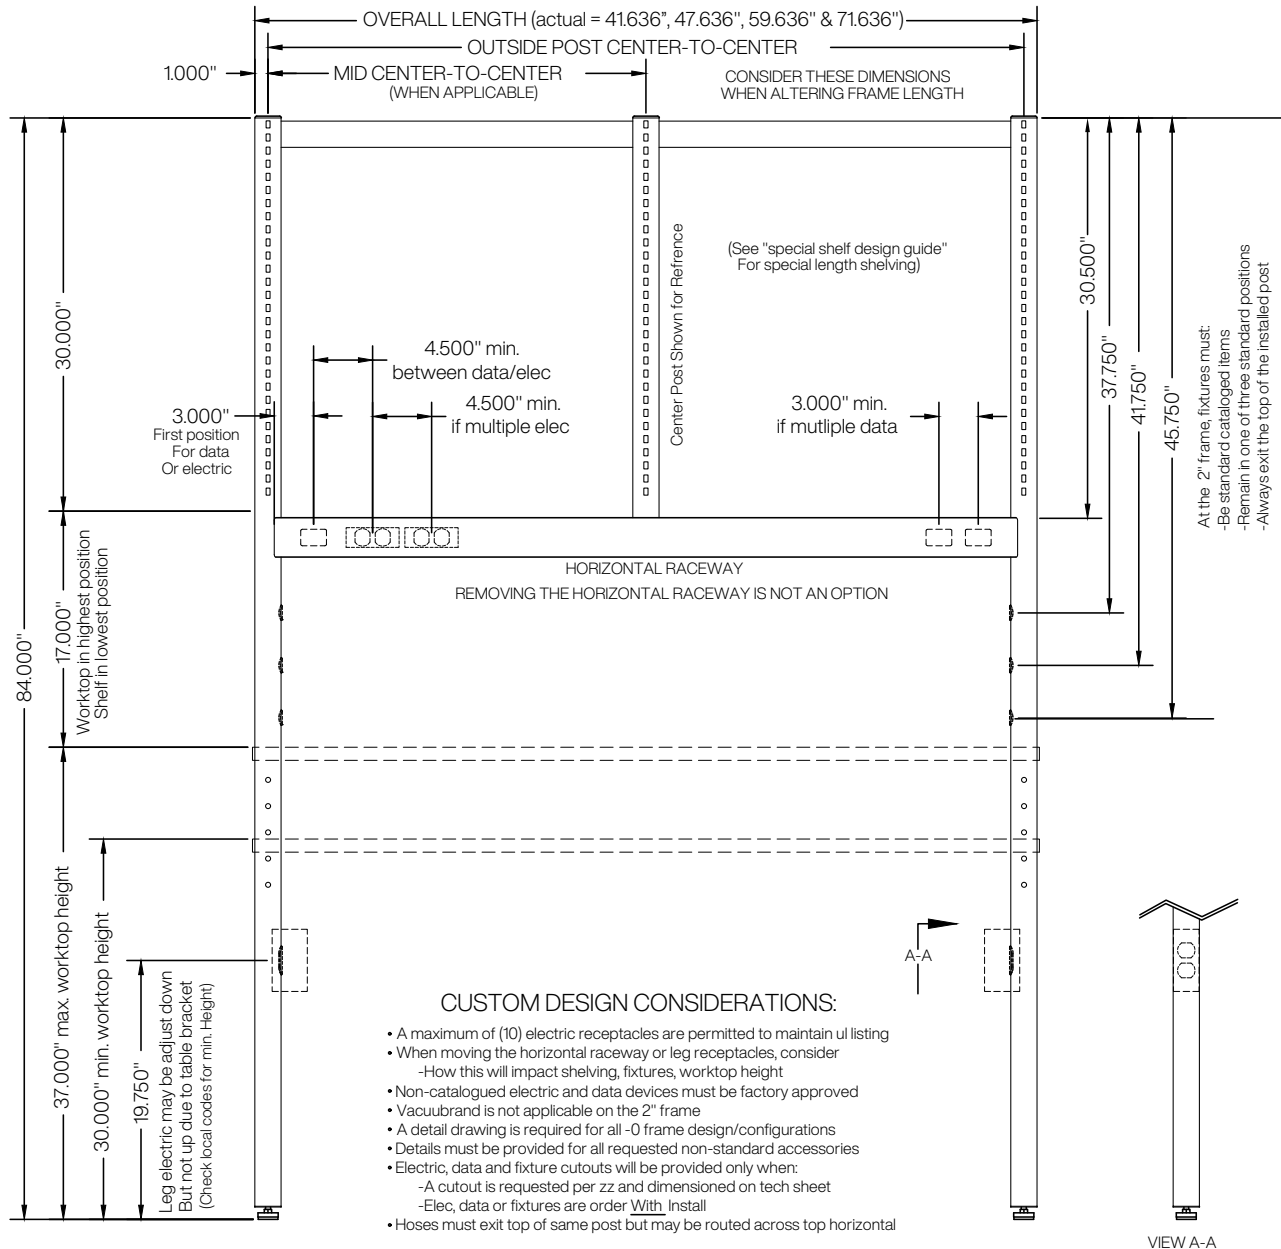 OVERALL LENGTH (actual = 41.636", 47.636", 59.636" & 71.636")
OUTSIDE POST CENTER-TO-CENTER
1.000"
MID CENTER-TO-CENTER
(WHEN APPLICABLE)
CONSIDER THESE DIMENSIONS
WHEN ALTERING FRAME LENGTH
Center Post Shown for Refrence
(See "special shelf design guide"
For special length shelving)
30.000"
30.500"
37.750"
41.750"
45.750"
At the 2" frame, fixtures must:
-Be standard cataloged items
-Remain in one of three standard positions
-Always exit the top of the installed post
4.500" min.
between data/elec
3.000"
First position
For data
Or electric
4.500" min.
if multiple elec
3.000" min.
if mutliple data
HORIZONTAL RACEWAY
REMOVING THE HORIZONTAL RACEWAY IS NOT AN OPTION
84.000"
17.000"
Worktop in highest position
Shelf in lowest position
37.000" max. worktop height
30.000" min. worktop height
19.750"
Leg electric may be adjust down
But not up due to table bracket
(Check local codes for min. Height)
A-A
CUSTOM DESIGN CONSIDERATIONS:
• A maximum of (10) electric receptacles are permitted to maintain ul listing
• When moving the horizontal raceway or leg receptacles, consider
-How this will impact shelving, fixtures, worktop height
• Non-catalogued electric and data devices must be factory approved
• Vacuubrand is not applicable on the 2" frame
• A detail drawing is required for all -0 frame design/configurations
• Details must be provided for all requested non-standard accessories
• Electric, data and fixture cutouts will be provided only when:
-A cutout is requested per zz and dimensioned on tech sheet
-Elec, data or fixtures are order With Install
• Hoses must exit top of same post but may be routed across top horizontal
VIEW A-A